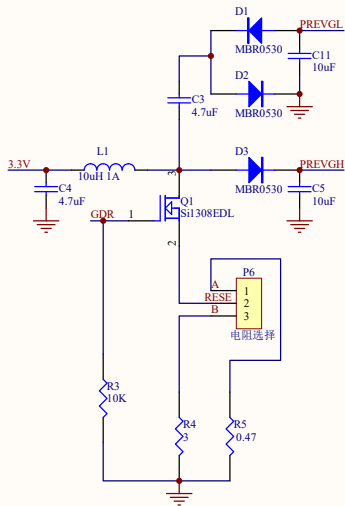 D1
PREVGL
MBR0530
C11
10uF
D2
MBR0530
C3
4.7uF
L1
3.3V
10uH 1A
3
D3
PREVGH
MBR0530
C4
4.7uF
C5
10uF
Q1
Si1308EDL
GDR
1
2
P6
A
1
RESE
2
B
3
电阻选择
R3
10K
R4
3
R5
0.47